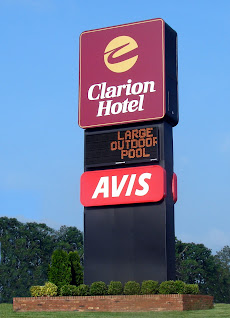 Clarion
Hotel
LARGE
OUTDOOR
POOL
AVIS